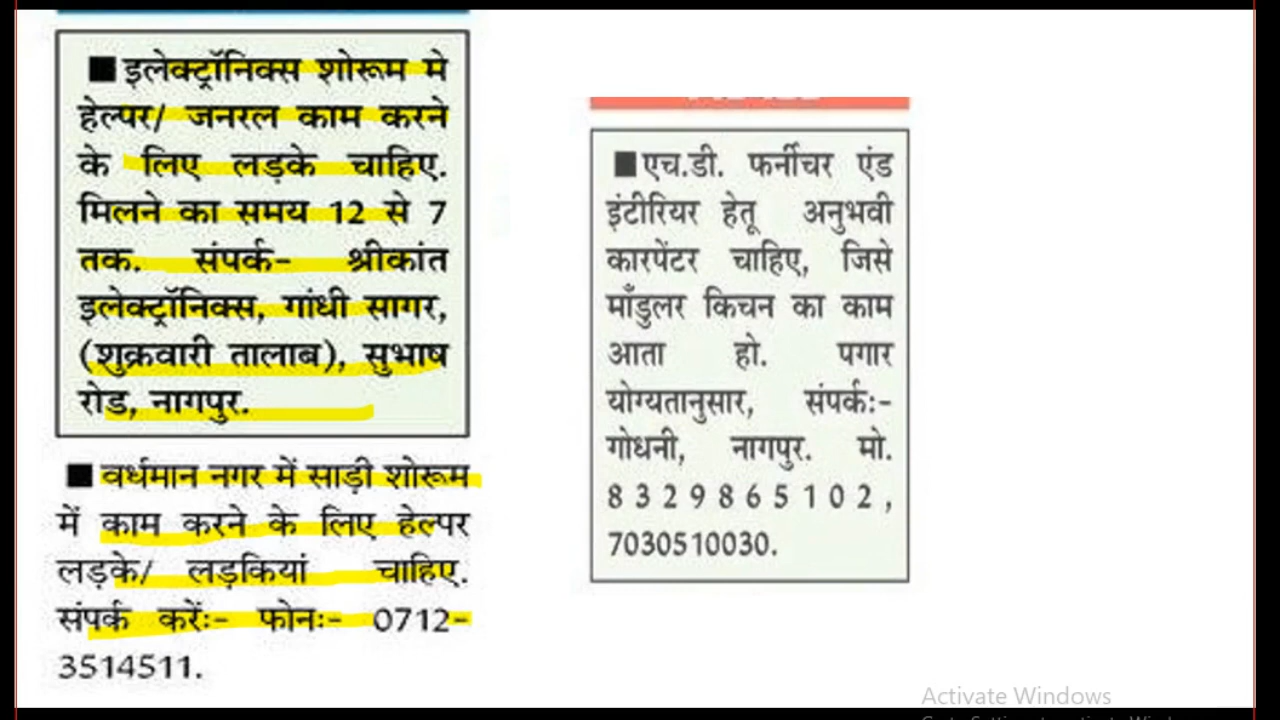 ■ इलेक्ट्रॉनिक्स शोरूम मे
हेल्पर/ जनरल काम करने
के लिए लड़के चाहिए.
मिलने का समय 12 से 7
तक. संपर्क- श्रीकांत
इलेक्ट्रॉनिक्स, गांधी सागर,
(शुक्रवारी तालाब), सुभाष
रोड, नागपुर.
■ वर्धमान नगर में साड़ी शोरूम
में काम करने के लिए हेल्पर
लड़के/ लड़कियां चाहिए.
संपर्क करें:- फोन:- 0712-
3514511.
■ एच.डी. फर्नीचर एंड
इंटीरियर हेतू अनुभवी
कारपेंटर चाहिए, जिसे
माँडुलर किचन का काम
आता हो. पगार
योग्यतानुसार, संपर्क:-
गोधनी, नागपुर. मो.
8329865102,
7030510030.
Activate Windows